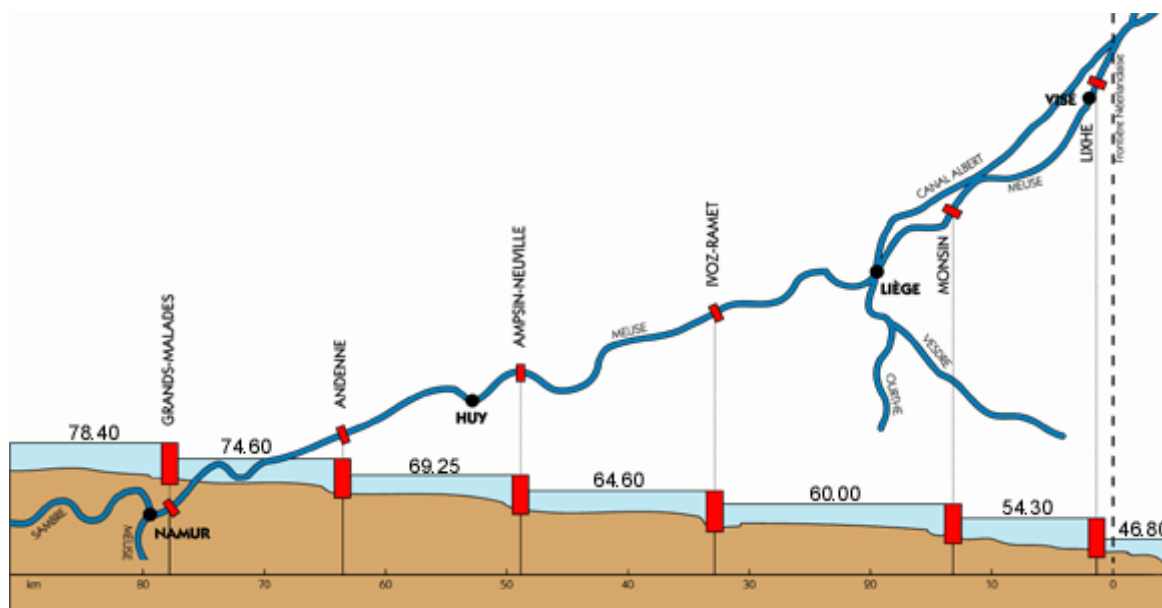 Frontière Néerlandaise
VISÉ
LIXHE
CANAL ALBERT
MEUSE
MONSIN
LIÈGE
IVOZ-RAMET
AMPSIN-NEUVILLE
MEUSE
VESDRE
OURTHE
GRANDS-MALADES
ANDENNE
HUY
78.40
74.60
69.25
64.60
60.00
54.30
46.80
SAMBRE
MEUSE
NAMUR
km 80 70 60 50 40 30 20 10 0